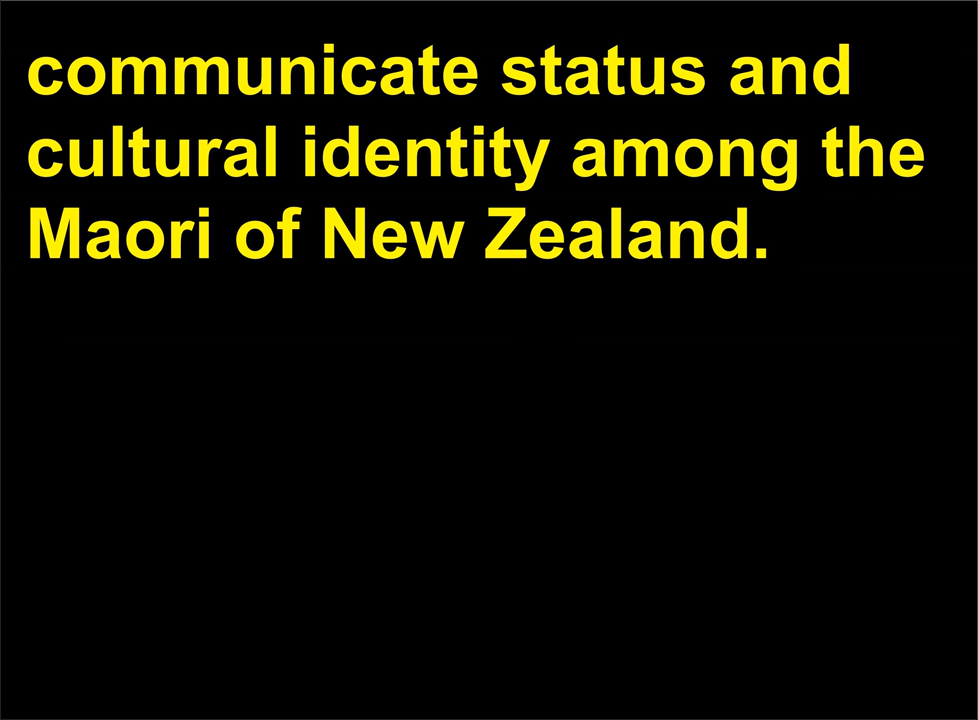 communicate status and
cultural identity among the
Maori of New Zealand.